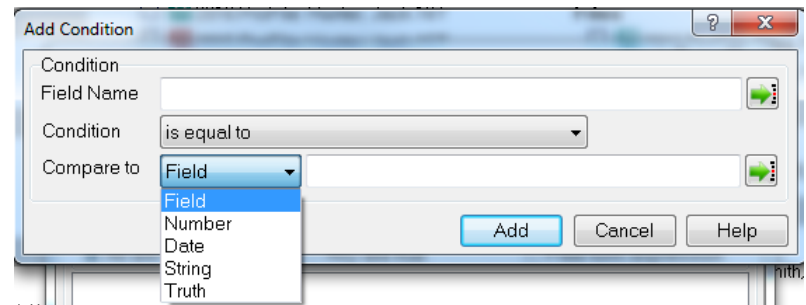 Add Condition
?
Condition
Field Name
Condition is equal to
Compare to Field
Field
Number
Date
String
Truth
Add Cancel Help